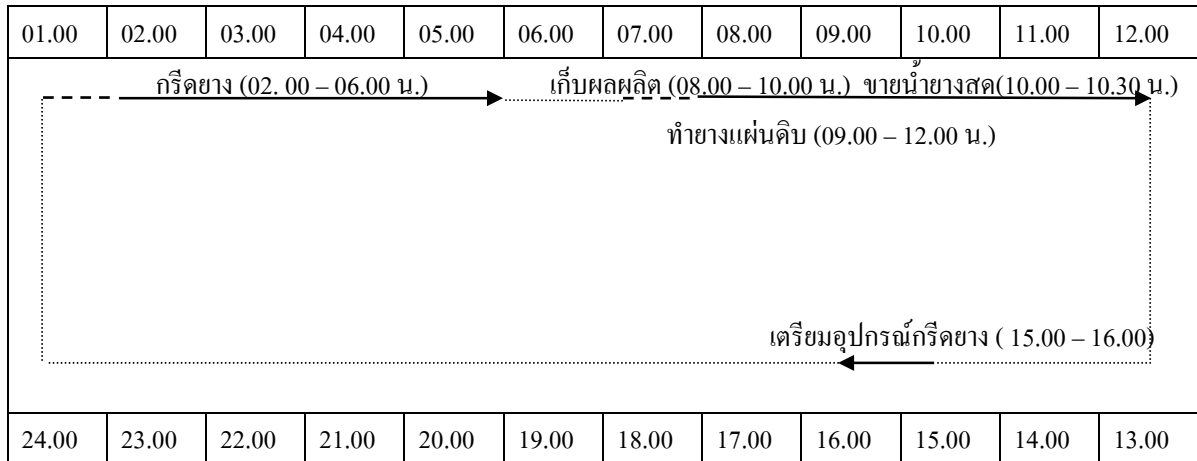 01.00 02.00 03.00 04.00 05.00 06.00 07.00 08.00 09.00 10.00 11.00 12.00
กรีดยาง (02. 00 – 06.00 น.) เก็บผลผลิต (08.00 – 10.00 น.) ขายน้ำยางสด(10.00 – 10.30 น.)
ทำยางแผ่นดิบ (09.00 – 12.00 น.)
เตรียมอุปกรณ์กรีดยาง ( 15.00 – 16.00)
24.00 23.00 22.00 21.00 20.00 19.00 18.00 17.00 16.00 15.00 14.00 13.00